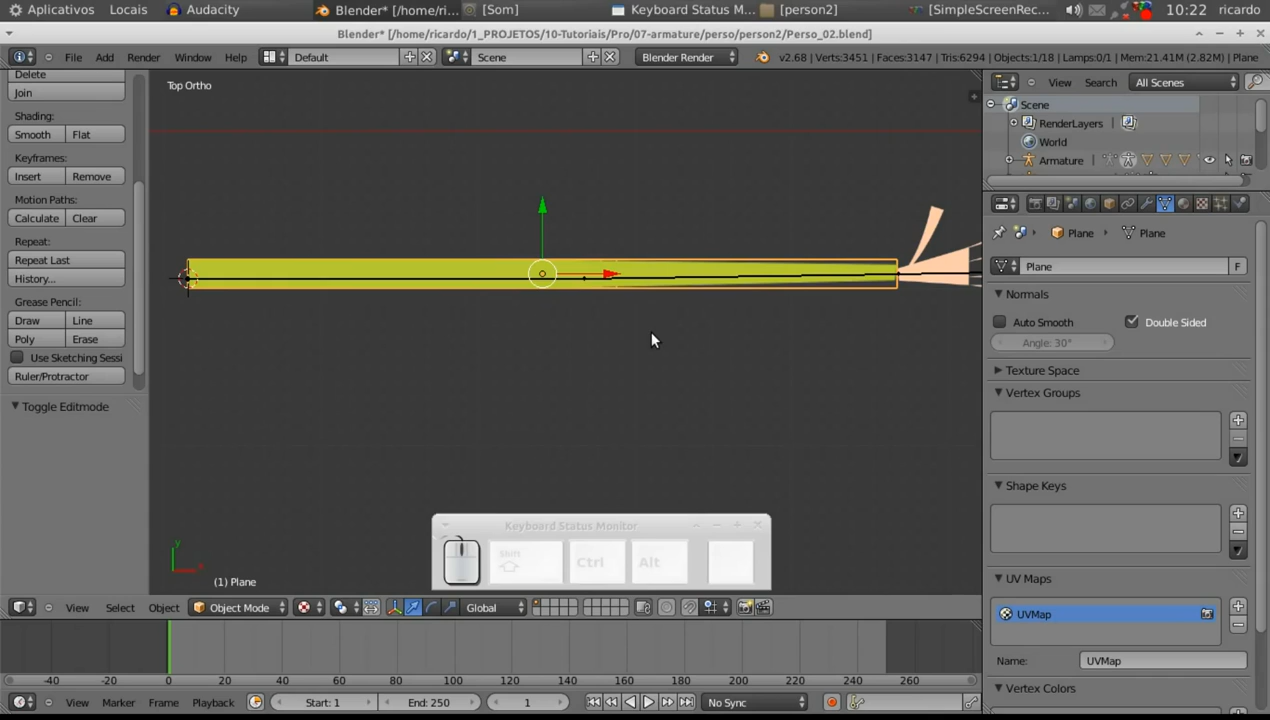 Aplicativos Locais Audacity Blender* [/home/ri... [Som] Keyboard Status M... [person2] [SimpleScreenRec... 10:22 ricardo
Blender* [/home/ricardo/1_PROJETOS/10-Tutoriais/Pro/07-armature/perso/person2/Perso_02.blend]
File Add Render Window Help Default Scene Blender Render v2.68 | Verts:3451 | Faces:3147 | Tris:6294 | Objects:1/18 | Lamps:0/1 | Mem:21.41M (2.82M) | Plane
Delete
Join
Shading:
Smooth Flat
Keyframes:
Insert Remove
Motion Paths:
Calculate Clear
Repeat:
Repeat Last
History...
Grease Pencil:
Draw Line
Poly Erase
Use Sketching Sessi
Ruler/Protractor
Toggle Editmode
Top Ortho
y
(1) Plane
Keyboard Status Monitor
Shift Ctrl Alt
View Select Object Object Mode Global
-40 -20 0 20 40 60 80 100 120 140 160 180 200 220 240 260
View Marker Frame Playback Start: 1 End: 250 1 No Sync
View Search All Scenes
Scene
RenderLayers |
World
Armature |
Plane Plane
Plane F
Normals
Auto Smooth Double Sided
Angle: 30°
Texture Space
Vertex Groups
Shape Keys
UV Maps
UVMap
Name: UVMap
Vertex Colors